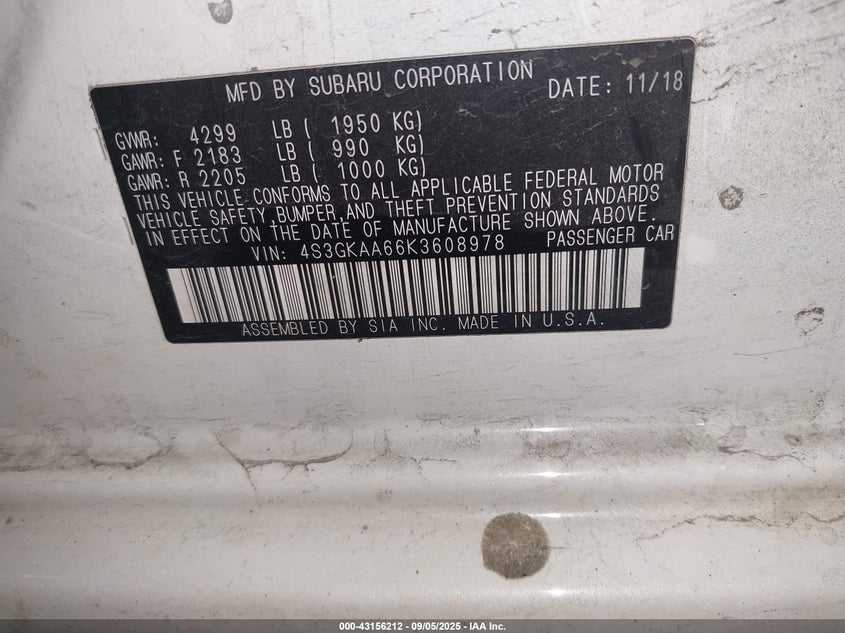 MFD BY SUBARU CORPORATION DATE: 11/18
GVWR: 4299 LB ( 1950 KG)
GAWR: F 2183 LB ( 990 KG)
GAWR: R 2205 LB ( 1000 KG)
THIS VEHICLE CONFORMS TO ALL APPLICABLE FEDERAL MOTOR
VEHICLE SAFETY,BUMPER,AND THEFT PREVENTION STANDARDS
IN EFFECT ON THE DATE OF MANUFACTURE SHOWN ABOVE.
VIN: 4S3GKAA66K3608978 PASSENGER CAR
ASSEMBLED BY SIA INC. MADE IN U.S.A.
000-43156212 - 09/05/2025 - IAA Inc.